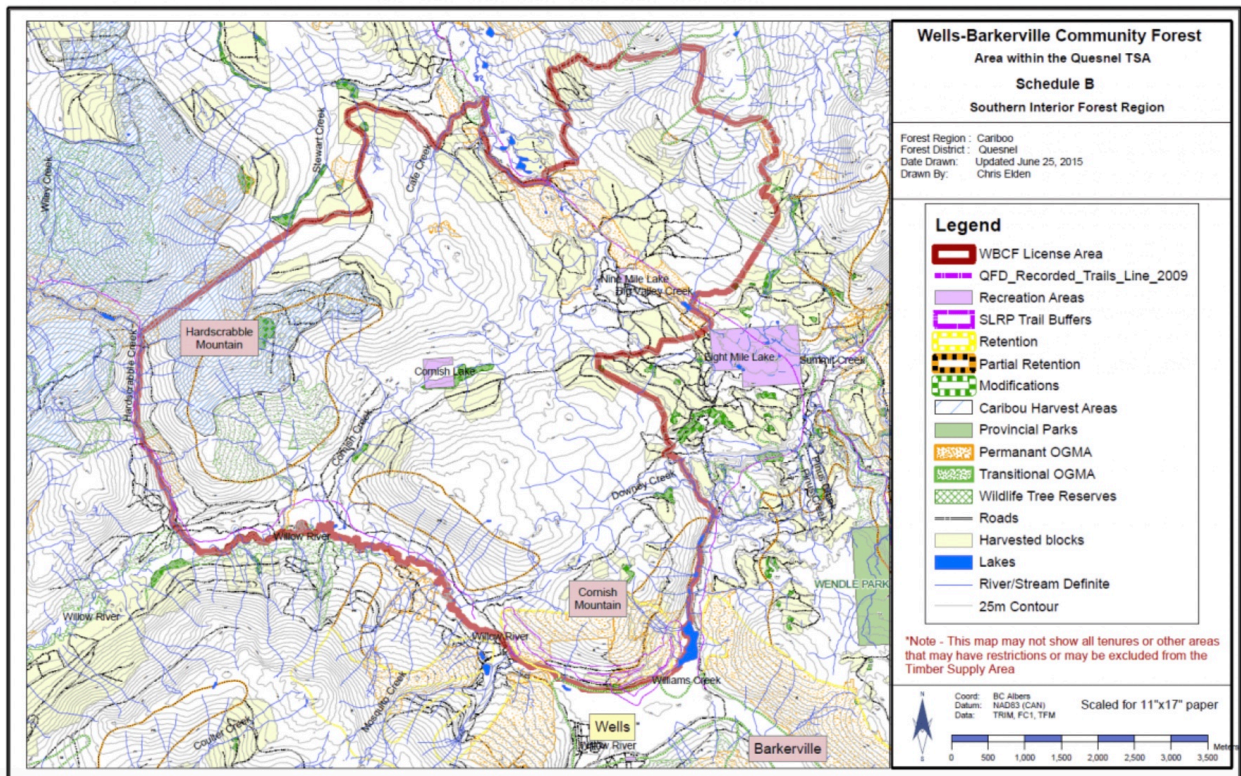 Wells-Barkerville Community Forest
Area within the Quesnel TSA
Schedule B
Southern Interior Forest Region
Forest Region : Cariboo
Forest District : Quesnel
Date Drawn: Updated June 25, 2015
Drawn By: Chris Elden
Legend
WBCF License Area
QFD_Recorded_Trails_Line_2009
Recreation Areas
SLRP Trail Buffers
Retention
Partial Retention
Modifications
Caribou Harvest Areas
Provincial Parks
Permanant OGMA
Transitional OGMA
Wildlife Tree Reserves
Roads
Harvested blocks
Lakes
River/Stream Definite
25m Contour
*Note - This map may not show all tenures or other areas
that may have restrictions or may be excluded from the
Timber Supply Area
N
S
Coord: BC Albers
Datum: NAD83 (CAN)
Data: TRIM, FC1, TFM
Scaled for 11"x17" paper
Meters
0 500 1,000 1,500 2,000 2,500 3,000 3,500
Stewart Creek
Cafe Creek
Wiley Creek
Nine Mile Lake
Big Valley Creek
Hardscrabble
Mountain
Hardscrabble Creek
Cornish Lake
Eight Mile Lake
Summit Creek
Cornish Creek
Downey Creek
Willow River
WENDLE PARK
Cornish
Mountain
Willow River
Willow River
Williams Creek
Mosquito Creek
Coulter Creek
Wells
Willow River
Barkerville